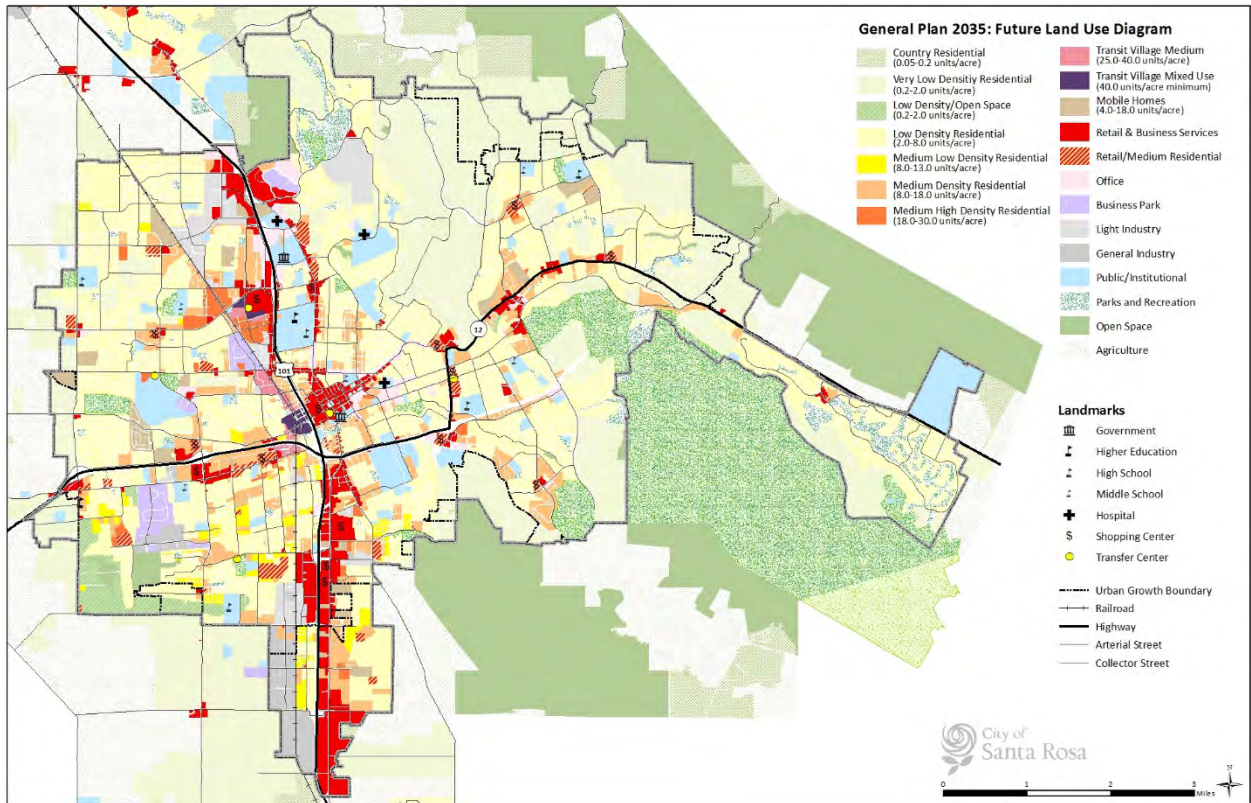 General Plan 2035: Future Land Use Diagram
Country Residential
(0.05-0.2 units/acre)
Very Low Density Residential
(0.2-2.0 units/acre)
Low Density/Open Space
(0.2-2.0 units/acre)
Low Density Residential
(2.0-8.0 units/acre)
Medium Low Density Residential
(8.0-13.0 units/acre)
Medium Density Residential
(8.0-18.0 units/acre)
Medium High Density Residential
(18.0-30.0 units/acre)
Transit Village Medium
(25.0-40.0 units/acre)
Transit Village Mixed Use
(40.0 units/acre minimum)
Mobile Homes
(4.0-18.0 units/acre)
Retail & Business Services
Retail/Medium Residential
Office
Business Park
Light Industry
General Industry
Public/Institutional
Parks and Recreation
Open Space
Agriculture
Landmarks
Government
Higher Education
High School
Middle School
Hospital
$ Shopping Center
Transfer Center
Urban Growth Boundary
Railroad
Highway
Arterial Street
Collector Street
12
101
City of
Santa Rosa
N
0 1 2 3
Miles